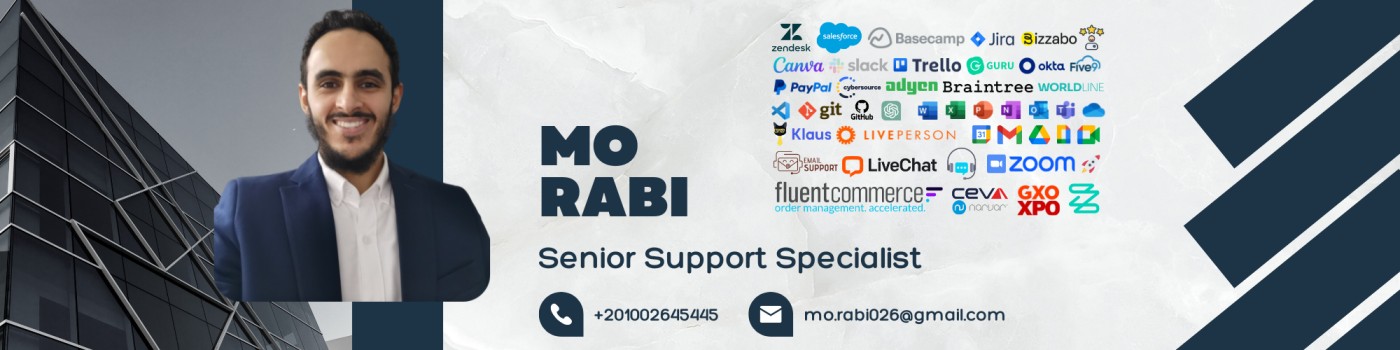 MO
RABI
Senior Support Specialist
+201002645445
mo.rabi026@gmail.com
zendesk salesforce Basecamp Jira Bizzabo
Canva slack Trello GURU okta Five9
PayPal cybersource adyen Braintree WORLDLINE
git GitHub W X P N O T
Klaus LIVEPERSON 31
EMAIL SUPPORT LiveChat zoom
fluentcommerce CEVA GXO
order management. accelerated. narvar XPO